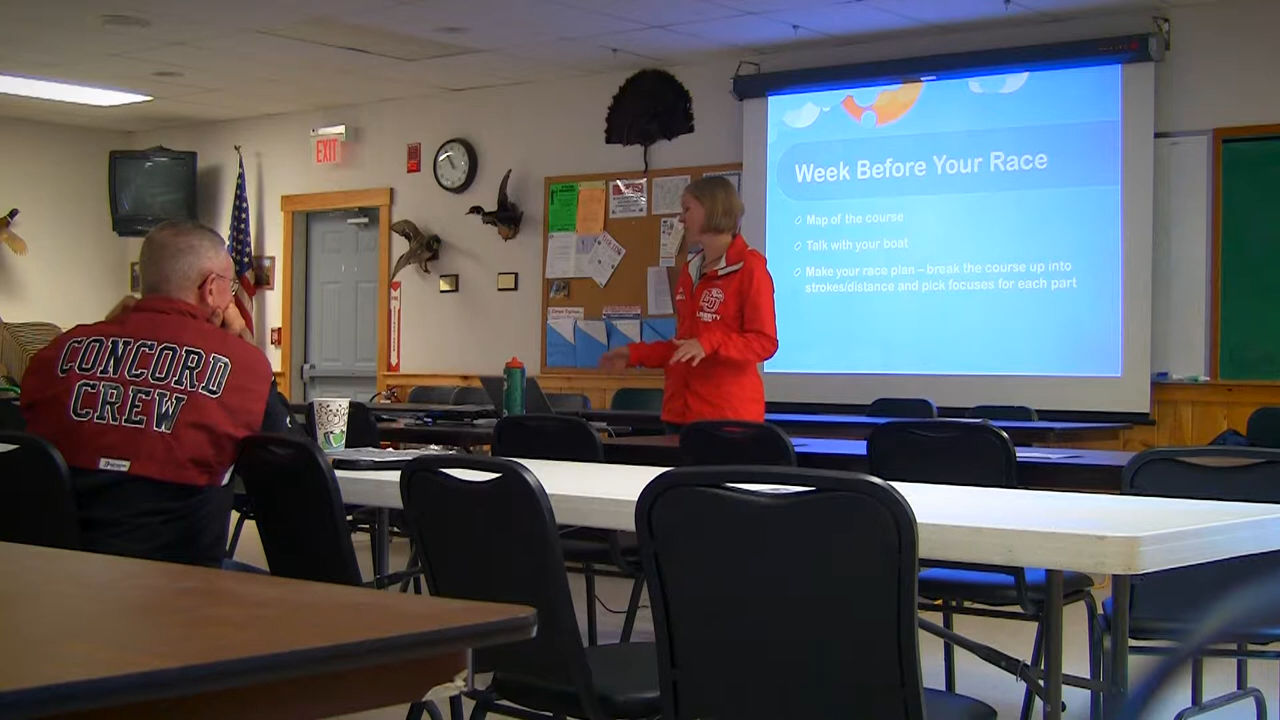 EXIT
Week Before Your Race
Map of the course
Talk with your boat
Make your race plan – break the course up into
strokes/distance and pick focuses for each part
LIBERTY
CONCORD
CREW